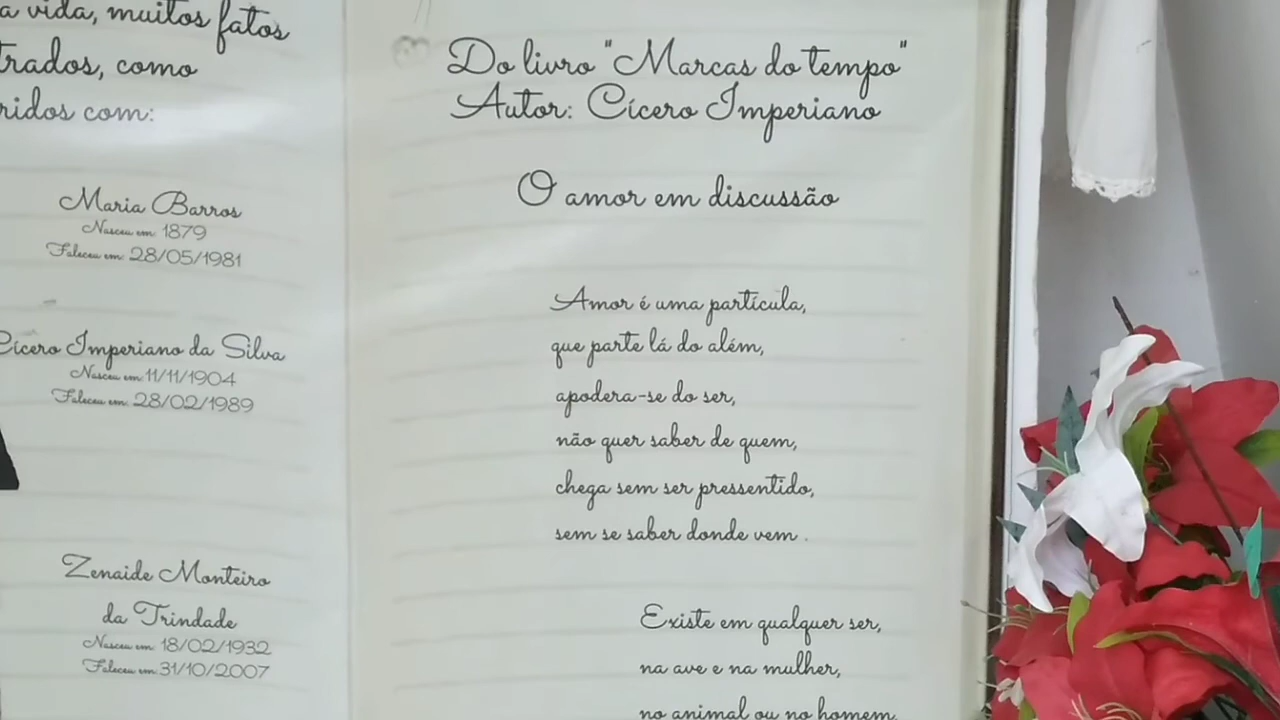 a vida, muitos fatos
trados, como
ridos com:
Maria Barros
Nasceu em: 1879
Faleceu em: 28/05/1981
Cícero Imperiano da Silva
Nasceu em: 11/11/1904
Faleceu em: 28/02/1989
Zenaide Monteiro
da Trindade
Nasceu em: 18/02/1932
Faleceu em: 31/10/2007
Do livro "Marcas do tempo"
Autor: Cícero Imperiano
O amor em discussão
Amor é uma partícula,
que parte lá do além,
apodera-se do ser,
não quer saber de quem,
chega sem ser pressentido,
sem se saber donde vem .
Existe em qualquer ser,
na ave e na mulher,
no animal ou no homem,